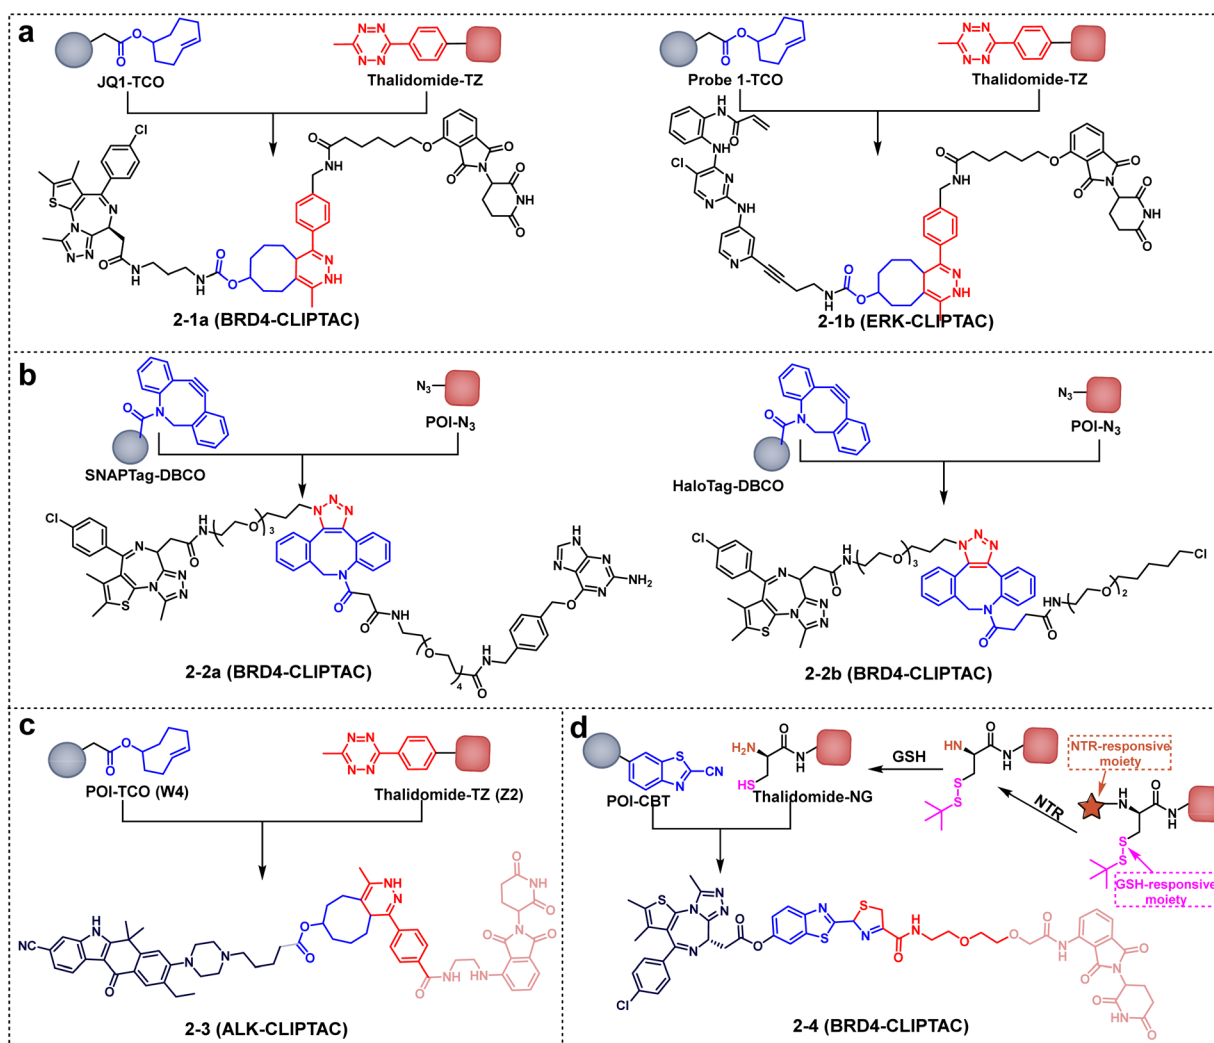 a
JQ1-TCO
Thalidomide-TZ
2-1a (BRD4-CLIPTAC)
Probe 1-TCO
Thalidomide-TZ
2-1b (ERK-CLIPTAC)
b
SNAPTag-DBCO
N3
POI-N3
2-2a (BRD4-CLIPTAC)
HaloTag-DBCO
N3
POI-N3
2-2b (BRD4-CLIPTAC)
c
POI-TCO (W4)
Thalidomide-TZ (Z2)
2-3 (ALK-CLIPTAC)
d
POI-CBT
Thalidomide-NG
GSH
NTR
NTR-responsive
moiety
GSH-responsive
moiety
2-4 (BRD4-CLIPTAC)